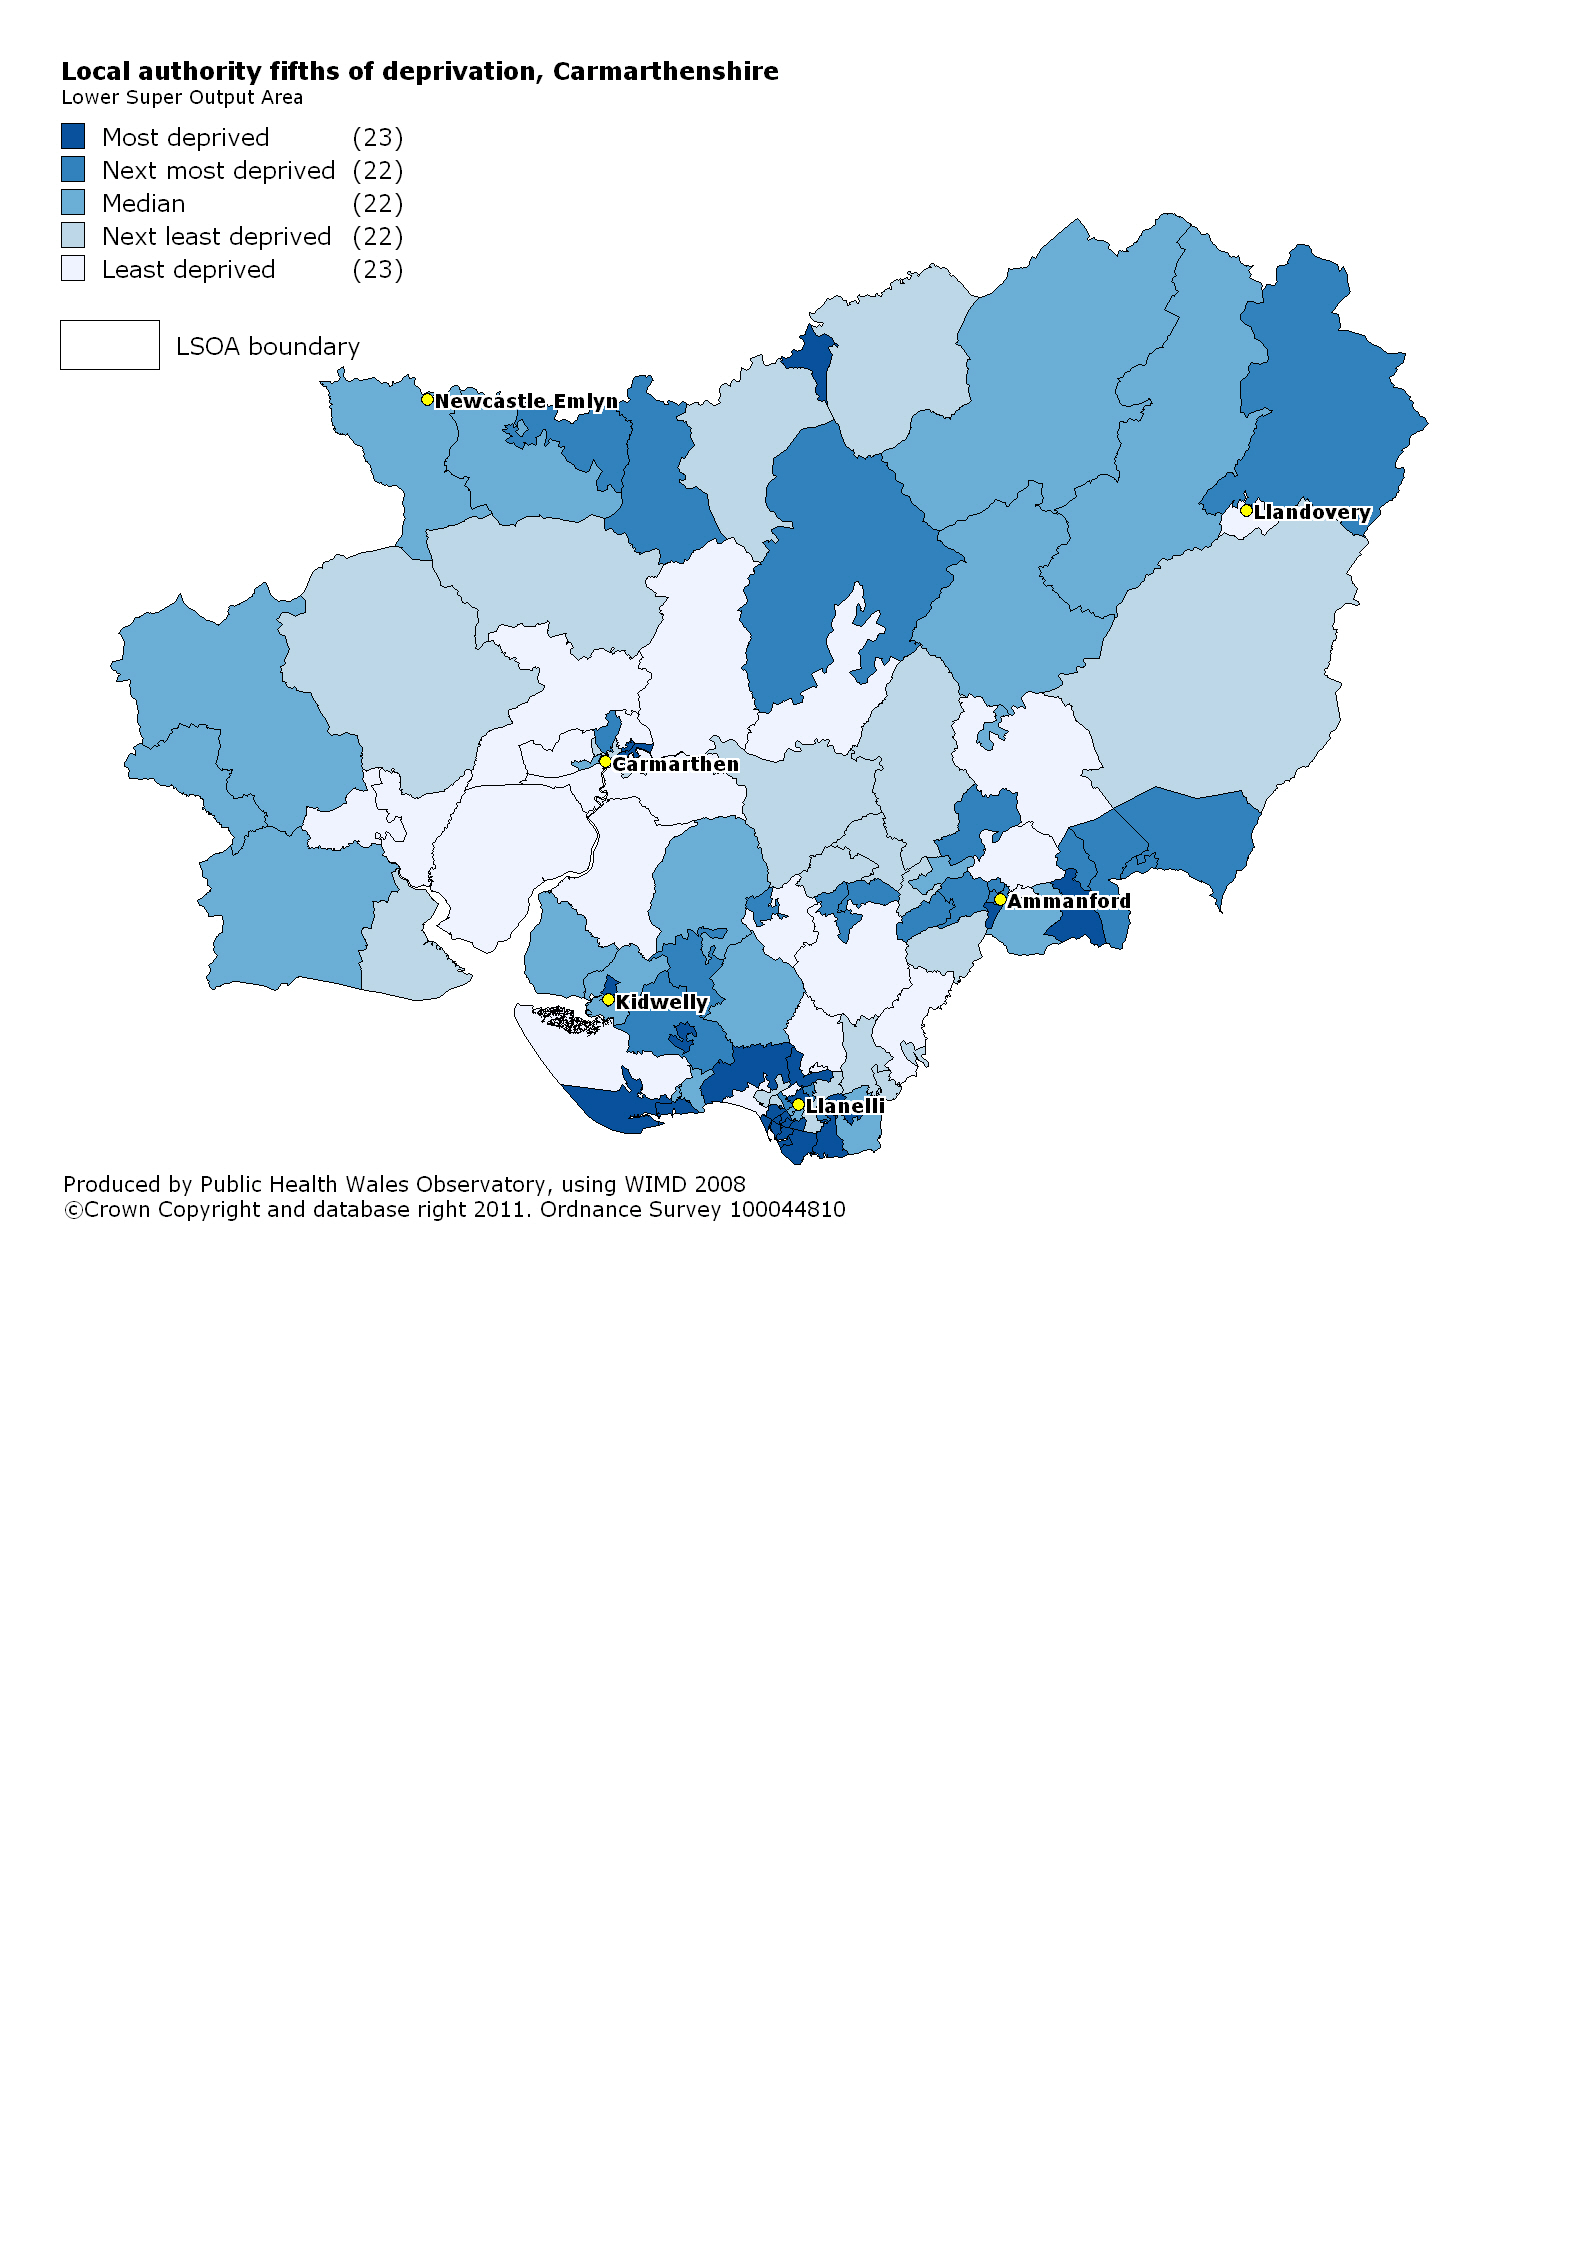 Local authority fifths of deprivation, Carmarthenshire
Lower Super Output Area
Most deprived (23)
Next most deprived (22)
Median (22)
Next least deprived (22)
Least deprived (23)
LSOA boundary
Newcastle Emlyn
Llandovery
Carmarthen
Ammanford
Kidwelly
Llanelli
Produced by Public Health Wales Observatory, using WIMD 2008
©Crown Copyright and database right 2011. Ordnance Survey 100044810